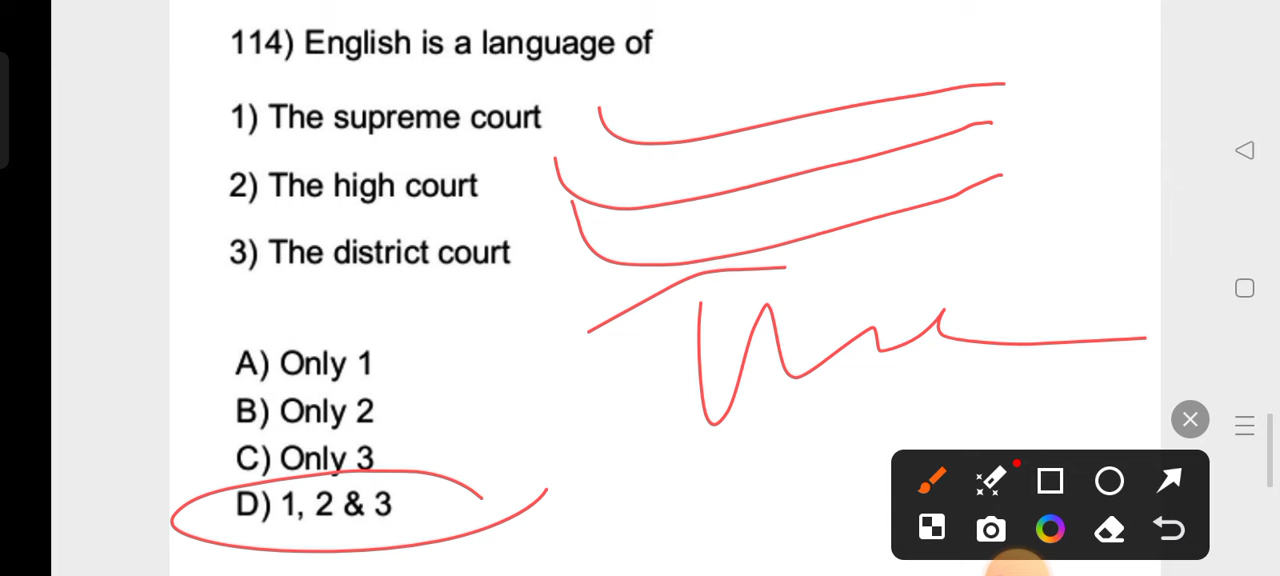 114) English is a language of
1) The supreme court
2) The high court
3) The district court
A) Only 1
B) Only 2
C) Only 3
D) 1, 2 & 3